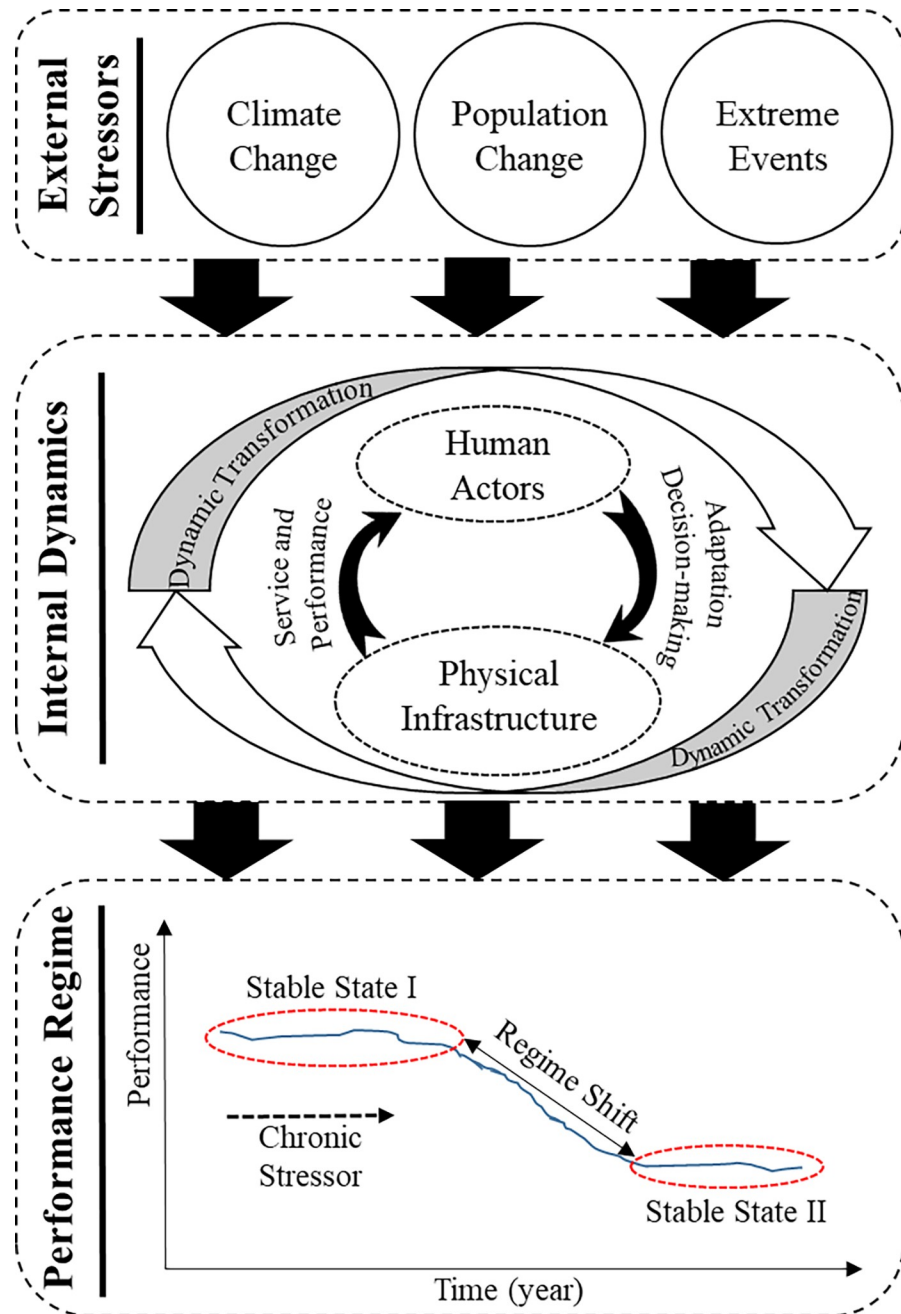 External
Stressors
Climate
Change
Population
Change
Extreme
Events
Internal Dynamics
Dynamic Transformation
Human
Actors
Service and
Performance
Adaptation
Decision-making
Physical
Infrastructure
Dynamic Transformation
Performance Regime
Performance
Stable State I
Regime Shift
Chronic
Stressor
Stable State II
Time (year)